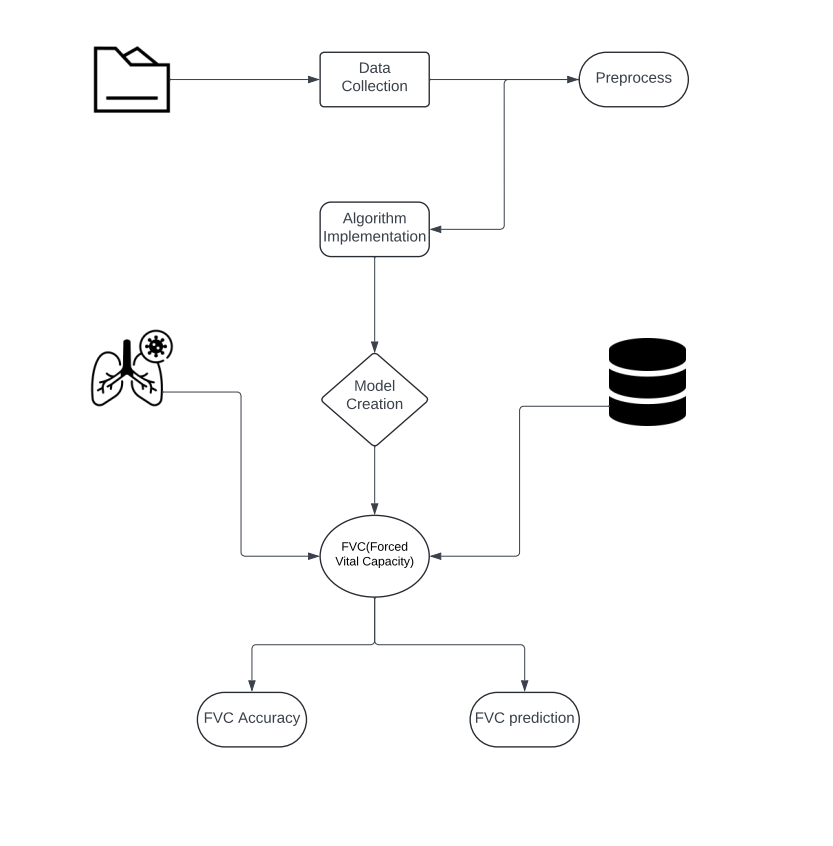 Data
Collection
Preprocess
Algorithm
Implementation
Model
Creation
FVC(Forced
Vital Capacity)
FVC Accuracy
FVC prediction